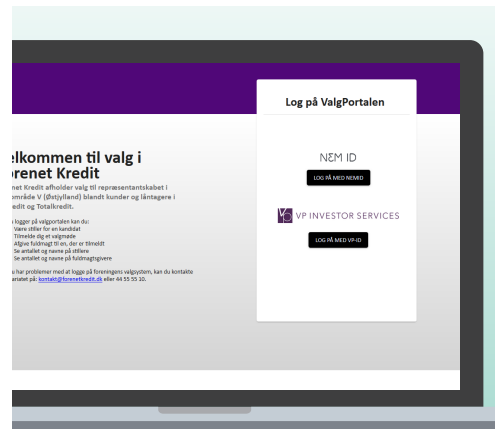 Log på ValgPortalen
elkommen til valg i
orenet Kredit
net Kredit afholder valg til repræsentantskabet i
område V (Østjylland) blandt kunder og låntagere i
edit og Totalkredit.
logger på valgportalen kan du:
Være stiller for en kandidat
Tilmelde dig et valgmøde
Afgive fuldmagt til en, der er tilmeldt
Se antallet og navne på stillere
Se antallet og navne på fuldmagtsgivere
u har problemer med at logge på foreningens valgsystem, kan du kontakte
ariatet på: kontakt@forenetkredit.dk eller 44 55 55 10.
NEM ID
LOG PÅ MED NEMID
VP INVESTOR SERVICES
LOG PÅ MED VP-ID